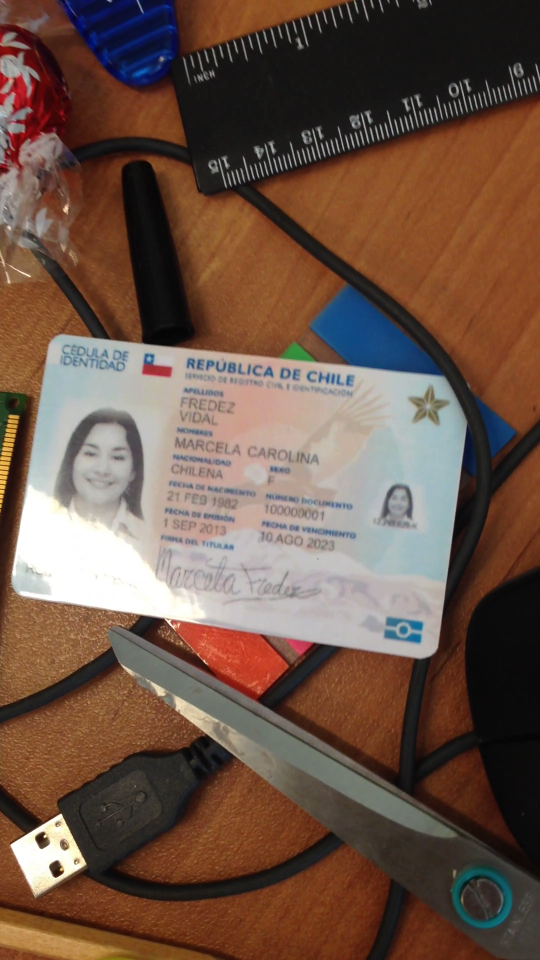 INCH
1
15 14 13 12 11 10 9
CÉDULA DE
IDENTIDAD
REPÚBLICA DE CHILE
SERVICIO DE REGISTRO CIVIL E IDENTIFICACIÓN
APELLIDOS
FREDEZ
VIDAL
NOMBRES
MARCELA CAROLINA
NACIONALIDAD SEXO
CHILENA F
FECHA DE NACIMIENTO NÚMERO DOCUMENTO
21 FEB 1982 100000001
FECHA DE EMISIÓN FECHA DE VENCIMIENTO
1 SEP 2013 10 AGO 2023
FIRMA DEL TITULAR
Marcela Fredez